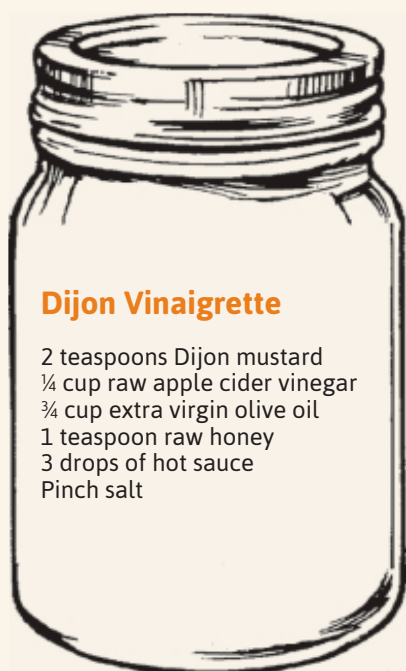 Dijon Vinaigrette
2 teaspoons Dijon mustard
¼ cup raw apple cider vinegar
¾ cup extra virgin olive oil
1 teaspoon raw honey
3 drops of hot sauce
Pinch salt